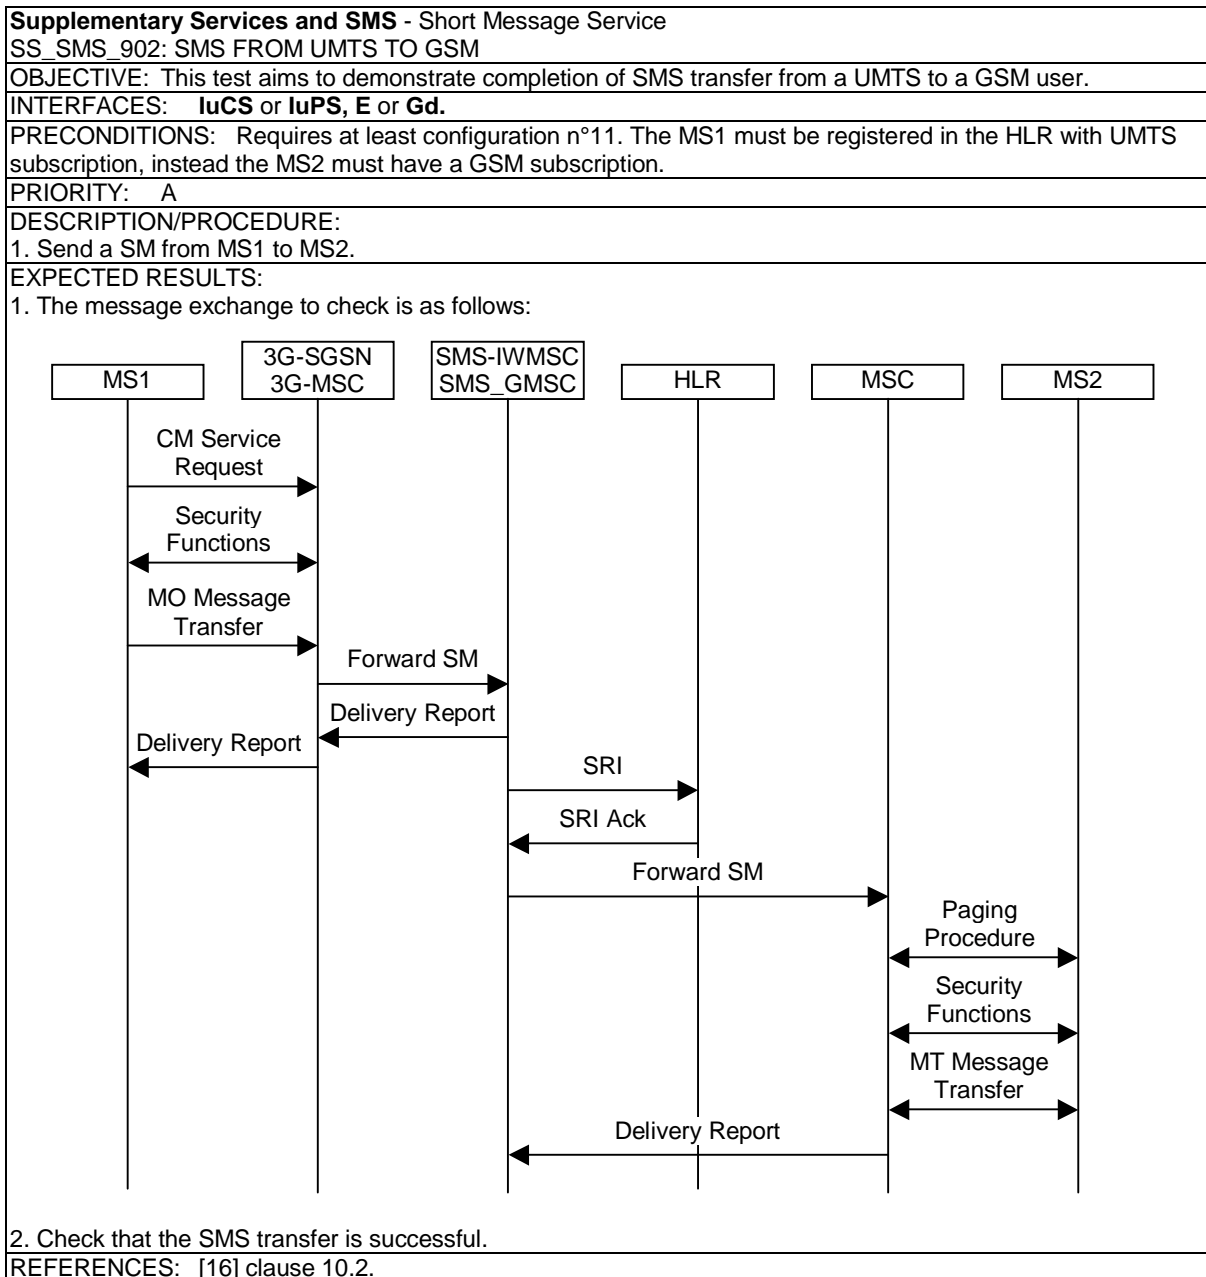 Supplementary Services and SMS - Short Message Service
SS_SMS_902: SMS FROM UMTS TO GSM
OBJECTIVE: This test aims to demonstrate completion of SMS transfer from a UMTS to a GSM user.
INTERFACES: IuCS or IuPS, E or Gd.
PRECONDITIONS: Requires at least configuration n°11. The MS1 must be registered in the HLR with UMTS
subscription, instead the MS2 must have a GSM subscription.
PRIORITY: A
DESCRIPTION/PROCEDURE:
1. Send a SM from MS1 to MS2.
EXPECTED RESULTS:
1. The message exchange to check is as follows:
MS1
3G-SGSN
3G-MSC
SMS-IWMSC
SMS_GMSC
HLR
MSC
MS2
CM Service
Request
Security
Functions
MO Message
Transfer
Forward SM
Delivery Report
Delivery Report
SRI
SRI Ack
Forward SM
Paging
Procedure
Security
Functions
MT Message
Transfer
Delivery Report
2. Check that the SMS transfer is successful.
REFERENCES: [16] clause 10.2.